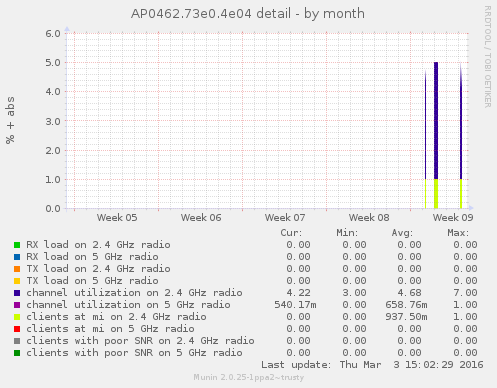 AP0462.73e0.4e04 detail - by month
RRDTOOL / TOBI OETIKER
% + abs
6.0
5.0
4.0
3.0
2.0
1.0
0.0
Week 05 Week 06 Week 07 Week 08 Week 09
Cur: Min: Avg: Max:
RX load on 2.4 GHz radio 0.00 0.00 0.00 0.00
RX load on 5 GHz radio 0.00 0.00 0.00 0.00
TX load on 2.4 GHz radio 0.00 0.00 0.00 0.00
TX load on 5 GHz radio 0.00 0.00 0.00 0.00
channel utilization on 2.4 GHz radio 4.22 3.00 4.68 7.00
channel utilization on 5 GHz radio 540.17m 0.00 658.76m 1.00
clients at mi on 2.4 GHz radio 0.00 0.00 937.50m 1.00
clients at mi on 5 GHz radio 0.00 0.00 0.00 0.00
clients with poor SNR on 2.4 GHz radio 0.00 0.00 0.00 0.00
clients with poor SNR on 5 GHz radio 0.00 0.00 0.00 0.00
Last update: Thu Mar 3 15:02:29 2016
Munin 2.0.25-1ppa2~trusty